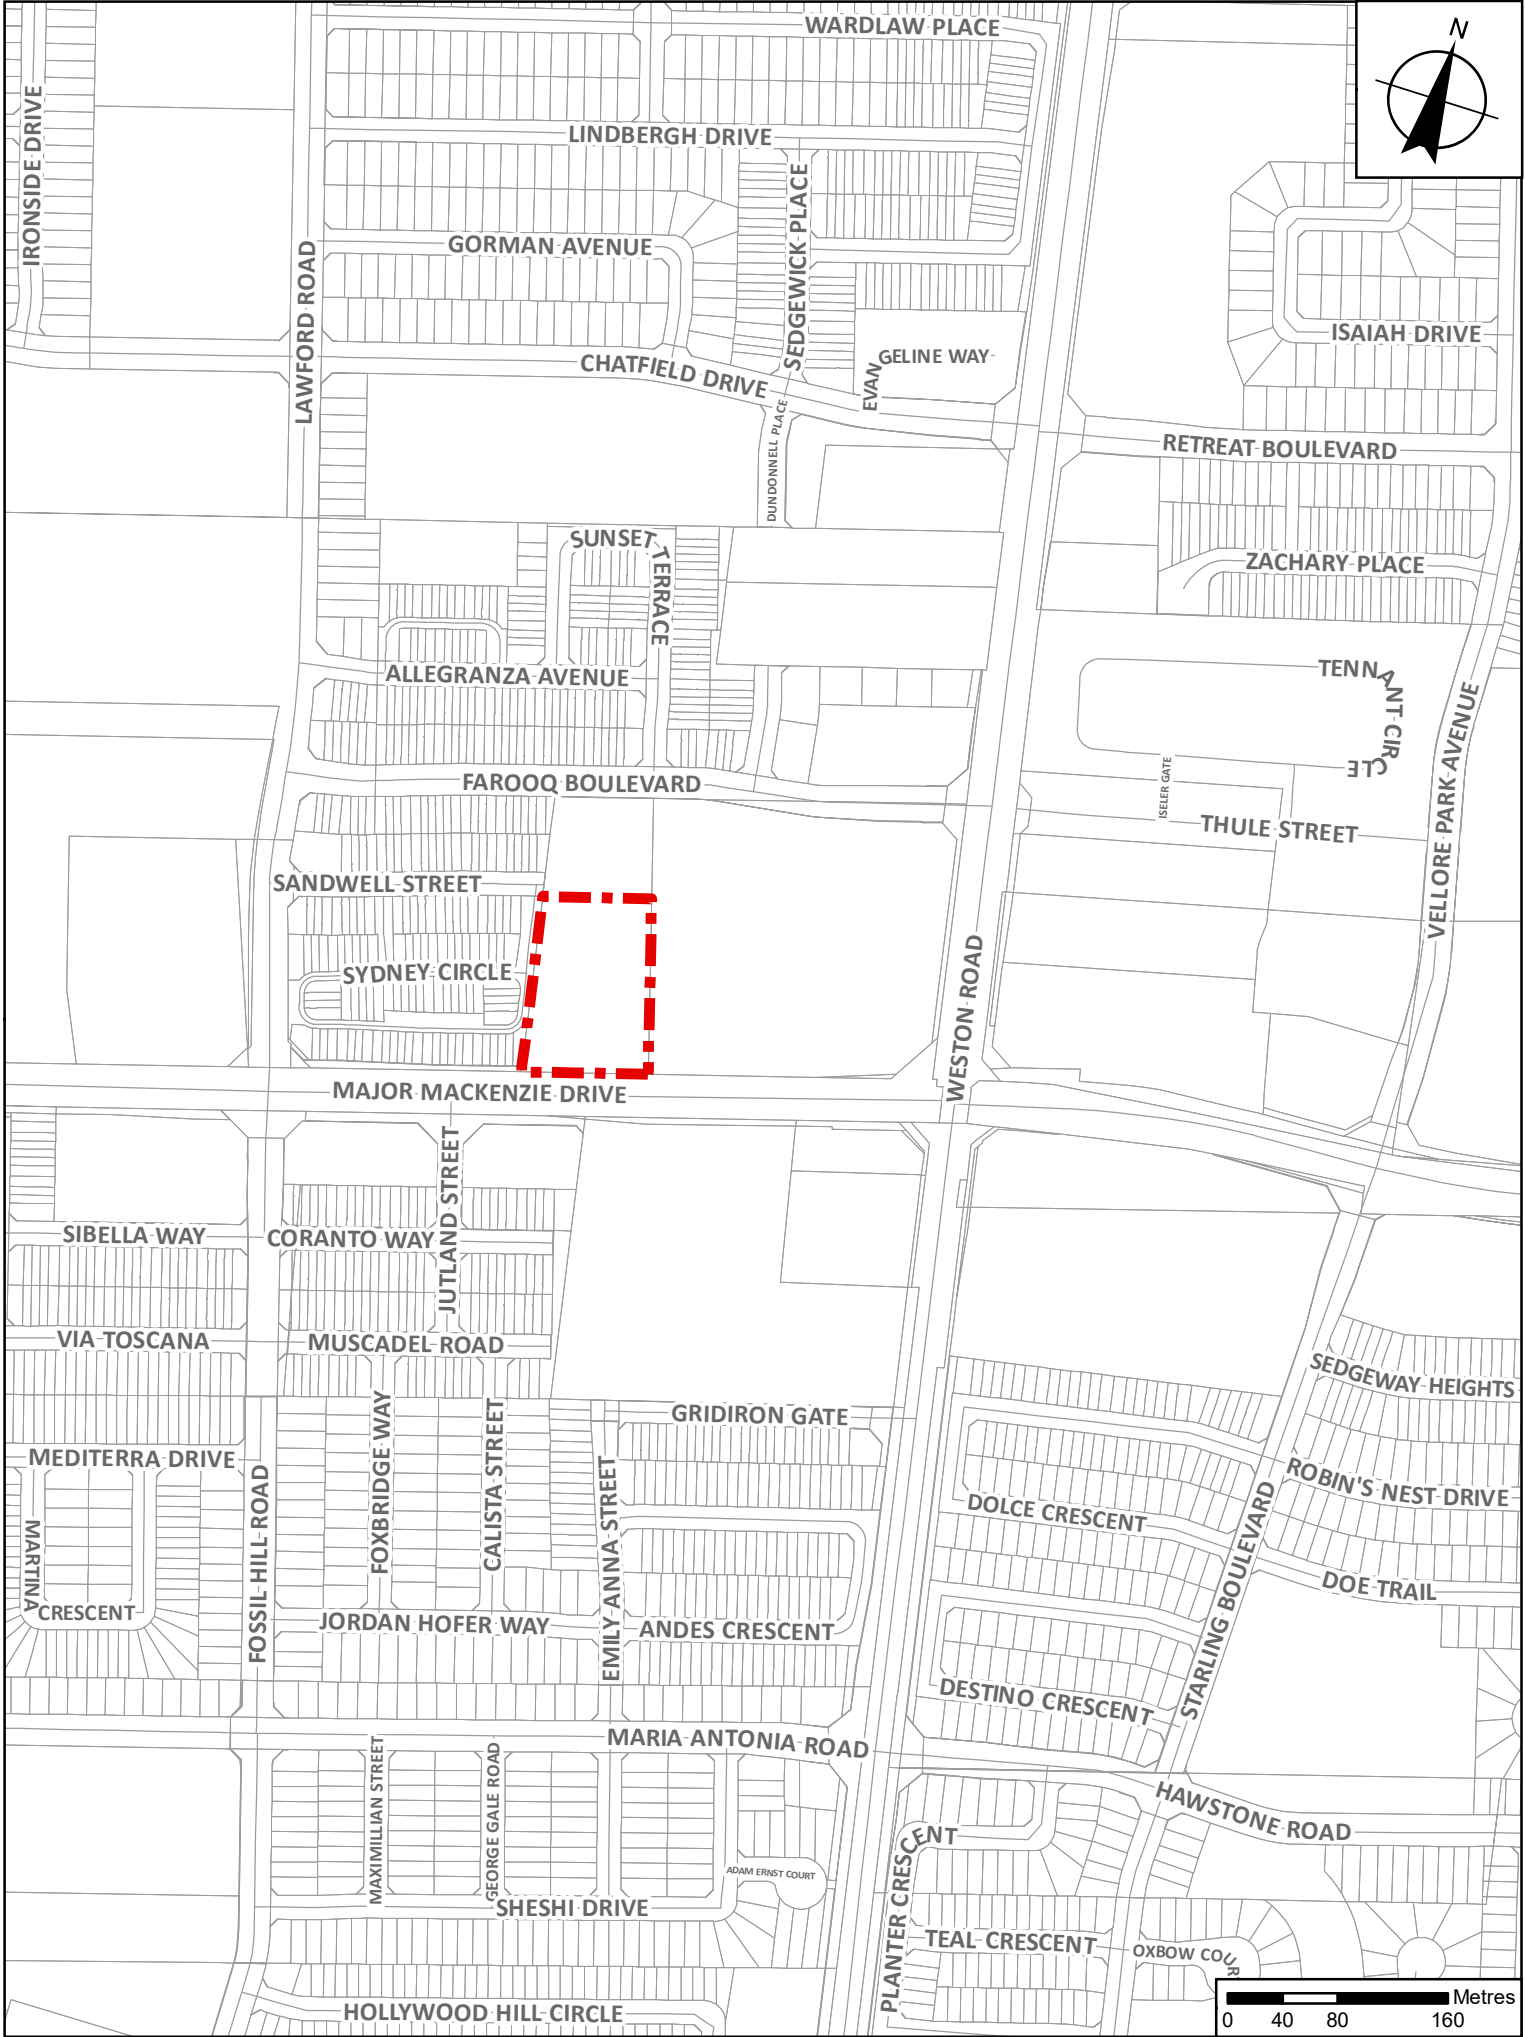 WARDLAW PLACE
N
IRONSIDE DRIVE
LINDBERGH DRIVE
SEDGEWICK PLACE
GORMAN AVENUE
LAWFORD ROAD
ISAIAH DRIVE
CHATFIELD DRIVE
EVANGELINE WAY
DUNDONNELL PLACE
RETREAT BOULEVARD
SUNSET TERRACE
ZACHARY PLACE
ALLEGRANZA AVENUE
TENNANT CIRCLE
VELLORE PARK AVENUE
FAROOQ BOULEVARD
ISELER GATE
THULE STREET
SANDWELL STREET
SYDNEY CIRCLE
WESTON ROAD
MAJOR MACKENZIE DRIVE
JUTLAND STREET
SIBELLA WAY
CORANTO WAY
VIA TOSCANA
MUSCADEL ROAD
SEDGEWAY HEIGHTS
FOXBRIDGE WAY
CALISTA STREET
GRIDIRON GATE
MEDITERRA DRIVE
FOSSIL HILL ROAD
EMILY ANNA STREET
ROBIN'S NEST DRIVE
DOLCE CRESCENT
STARLING BOULEVARD
MARTINA CRESCENT
DOE TRAIL
JORDAN HOFER WAY
ANDES CRESCENT
DESTINO CRESCENT
MARIA ANTONIA ROAD
MAXIMILLIAN STREET
GEORGE GALE ROAD
HAWSTONE ROAD
PLANTER CRESCENT
ADAM ERNST COURT
SHESHI DRIVE
TEAL CRESCENT
OXBOW COUR
HOLLYWOOD HILL CIRCLE
Metres
0 40 80 160